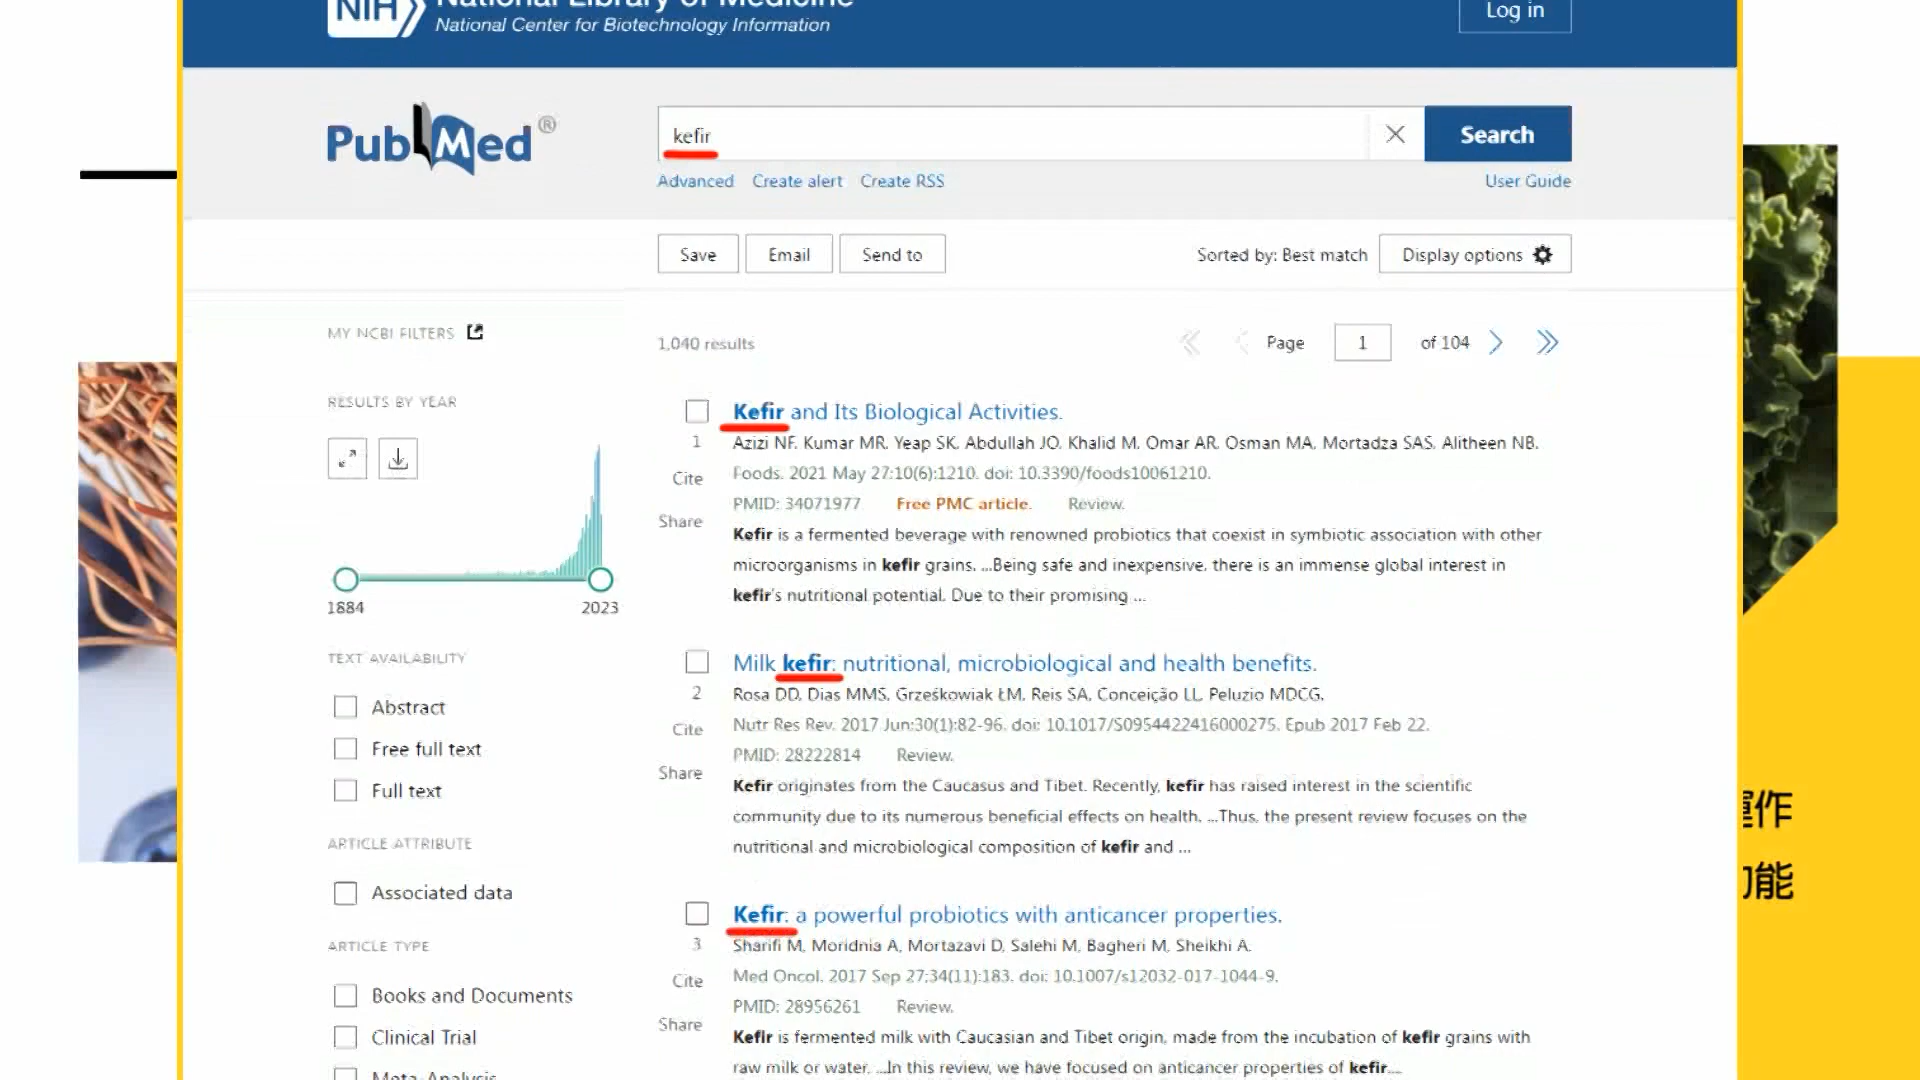 NIH National Library of Medicine
National Center for Biotechnology Information
Log in
PubMed®
kefir
Search
Advanced Create alert Create RSS
User Guide
Save Email Send to
Sorted by: Best match Display options
MY NCBI FILTERS
1,040 results
Page 1 of 104
RESULTS BY YEAR
1884 2023
TEXT AVAILABILITY
Abstract
Free full text
Full text
ARTICLE ATTRIBUTE
Associated data
ARTICLE TYPE
Books and Documents
Clinical Trial
Meta-Analysis
Kefir and Its Biological Activities.
1
Azizi NF, Kumar MR, Yeap SK, Abdullah JO, Khalid M, Omar AR, Osman MA, Mortadza SAS, Alitheen NB.
Cite
Foods. 2021 May 27;10(6):1210. doi: 10.3390/foods10061210.
PMID: 34071977 Free PMC article. Review.
Share
Kefir is a fermented beverage with renowned probiotics that coexist in symbiotic association with other
microorganisms in kefir grains. ...Being safe and inexpensive, there is an immense global interest in
kefir's nutritional potential. Due to their promising ...
Milk kefir: nutritional, microbiological and health benefits.
2
Rosa DD, Dias MMS, Grześkowiak ŁM, Reis SA, Conceição LL, Peluzio MDCG.
Cite
Nutr Res Rev. 2017 Jun;30(1):82-96. doi: 10.1017/S0954422416000275. Epub 2017 Feb 22.
PMID: 28222814 Review.
Share
Kefir originates from the Caucasus and Tibet. Recently, kefir has raised interest in the scientific
community due to its numerous beneficial effects on health. ...Thus, the present review focuses on the
nutritional and microbiological composition of kefir and ...
Kefir: a powerful probiotics with anticancer properties.
3
Sharifi M, Moridnia A, Mortazavi D, Salehi M, Bagheri M, Sheikhi A.
Cite
Med Oncol. 2017 Sep 27;34(11):183. doi: 10.1007/s12032-017-1044-9.
PMID: 28956261 Review.
Share
Kefir is fermented milk with Caucasian and Tibet origin, made from the incubation of kefir grains with
raw milk or water. ...In this review, we have focused on anticancer properties of kefir....
運作
功能